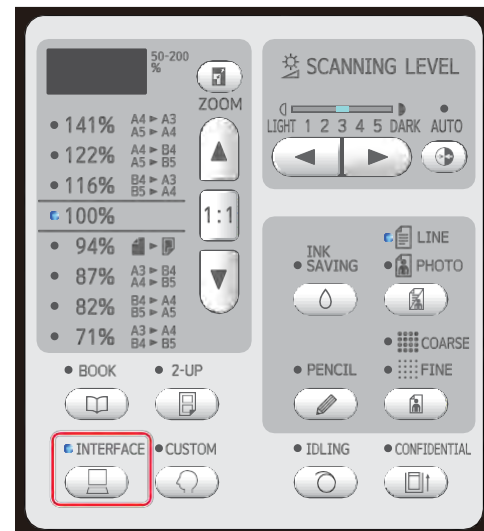 50-200
%
ZOOM
141% A4 ► A3
A5 ► A4
122% A4 ► B4
A5 ► B5
116% B4 ► A3
B5 ► A4
100%
1:1
94%
87% A3 ► B4
A4 ► B5
82% B4 ► A4
B5 ► A5
71% A3 ► A4
B4 ► B5
BOOK
2-UP
INTERFACE
CUSTOM
SCANNING LEVEL
LIGHT 1 2 3 4 5 DARK AUTO
INK
SAVING
LINE
PHOTO
COARSE
PENCIL
FINE
IDLING
CONFIDENTIAL